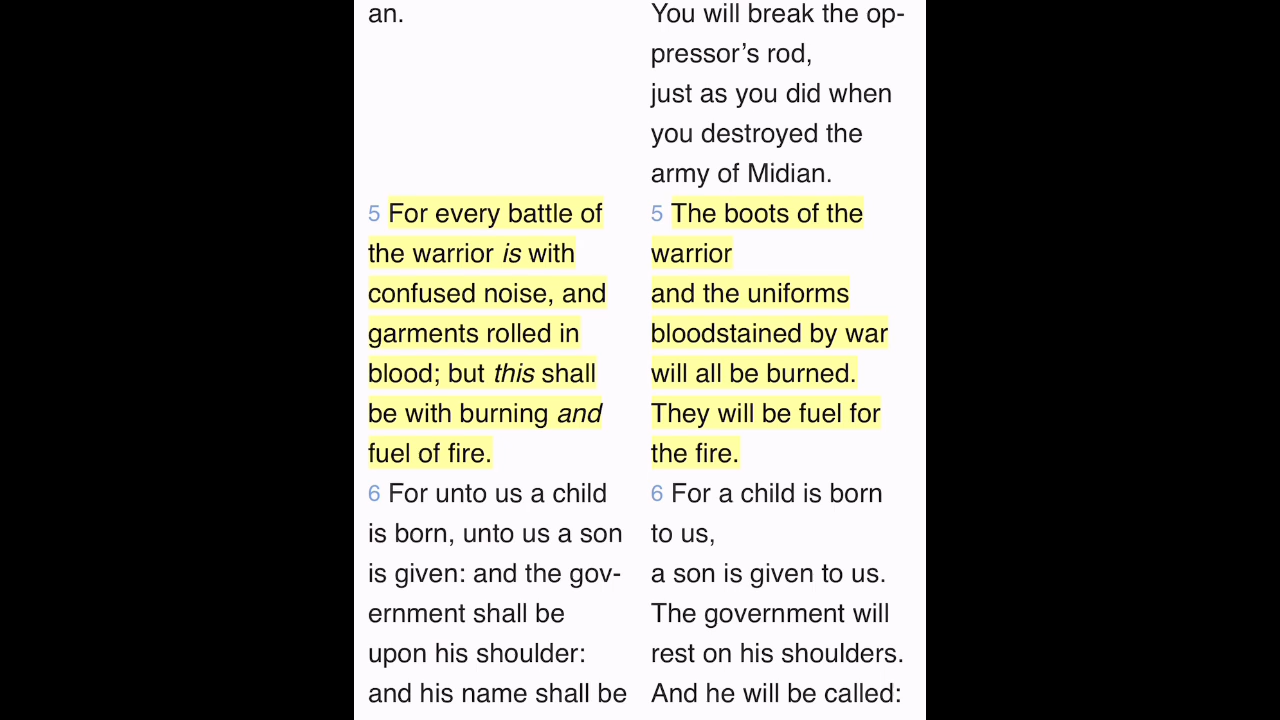 an.
5 For every battle of
the warrior is with
confused noise, and
garments rolled in
blood; but this shall
be with burning and
fuel of fire.
6 For unto us a child
is born, unto us a son
is given: and the gov-
ernment shall be
upon his shoulder:
and his name shall be
You will break the op-
pressor’s rod,
just as you did when
you destroyed the
army of Midian.
5 The boots of the
warrior
and the uniforms
bloodstained by war
will all be burned.
They will be fuel for
the fire.
6 For a child is born
to us,
a son is given to us.
The government will
rest on his shoulders.
And he will be called: